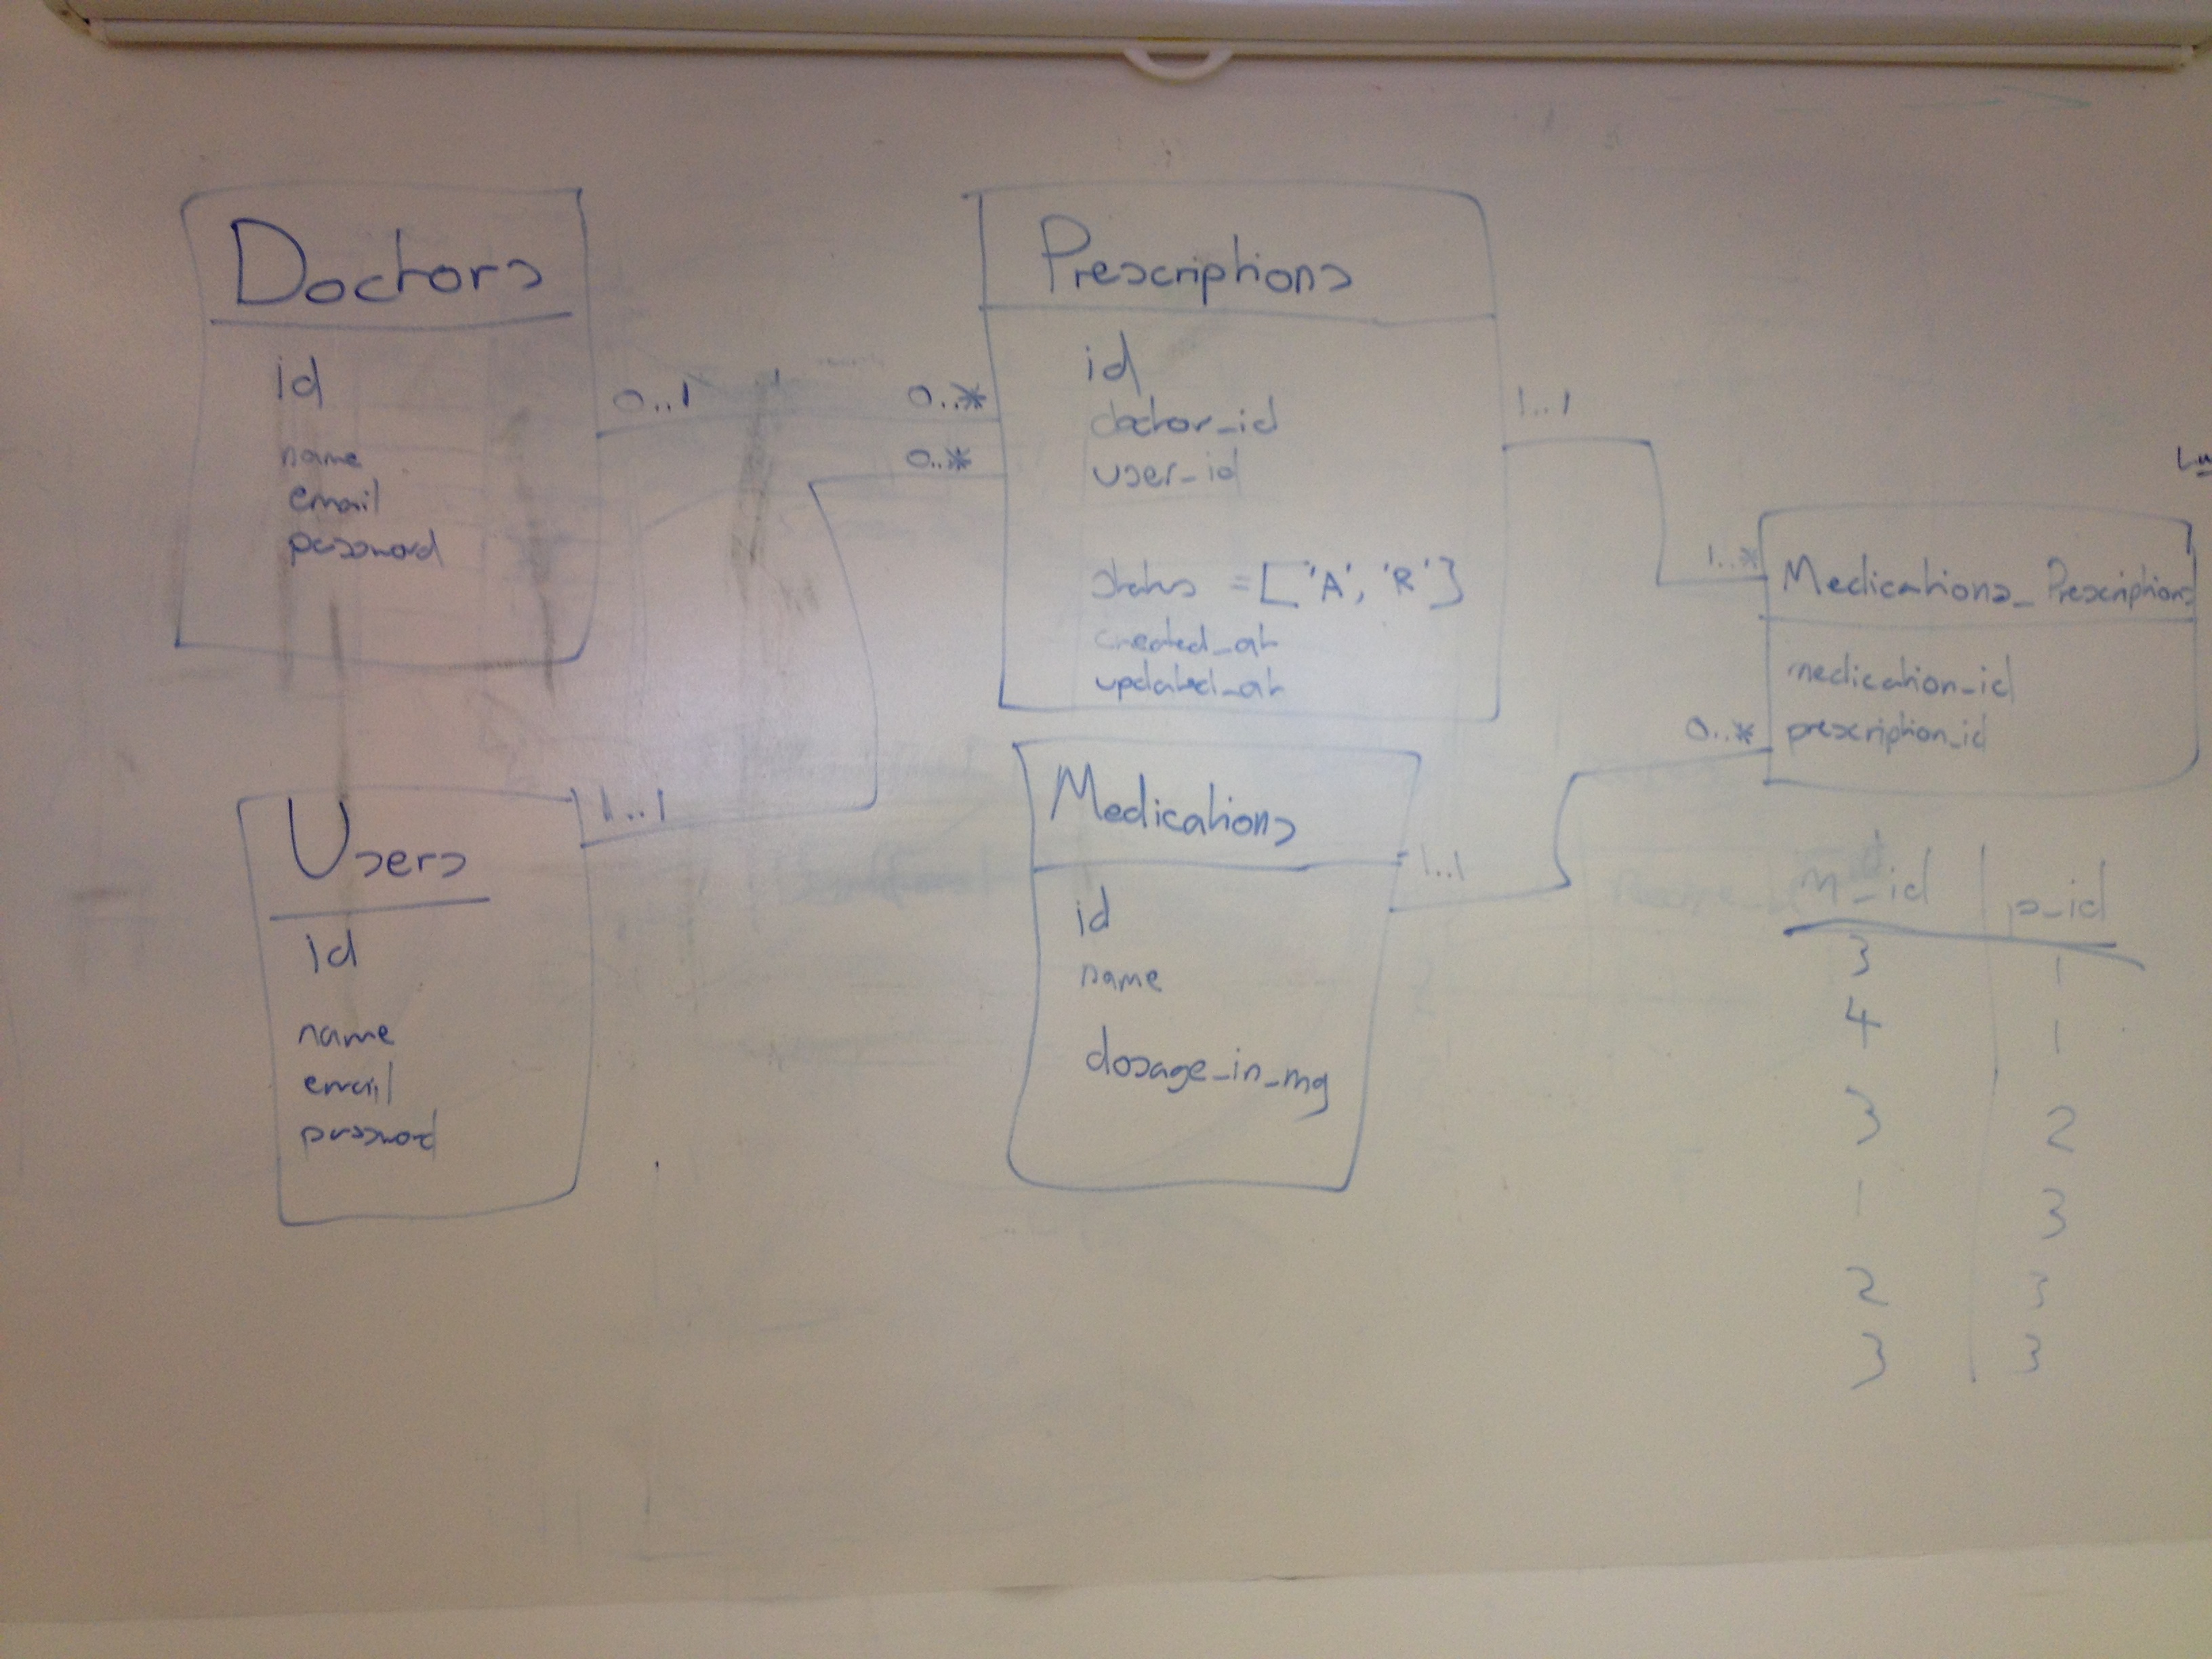 Doctors
id
name
email
password
0..1
0..*
0..*
Prescriptions
id
doctor_id
user_id
status = ['A', 'R']
created_at
updated_at
1..1
1..*
Medications_Prescriptions
medication_id
prescription_id
0..*
Users
id
name
email
password
1..1
Medications
id
name
dosage_in_mg
1..1
m_id p_id
3 1
4 1
3 2
1 3
2 3
3 3